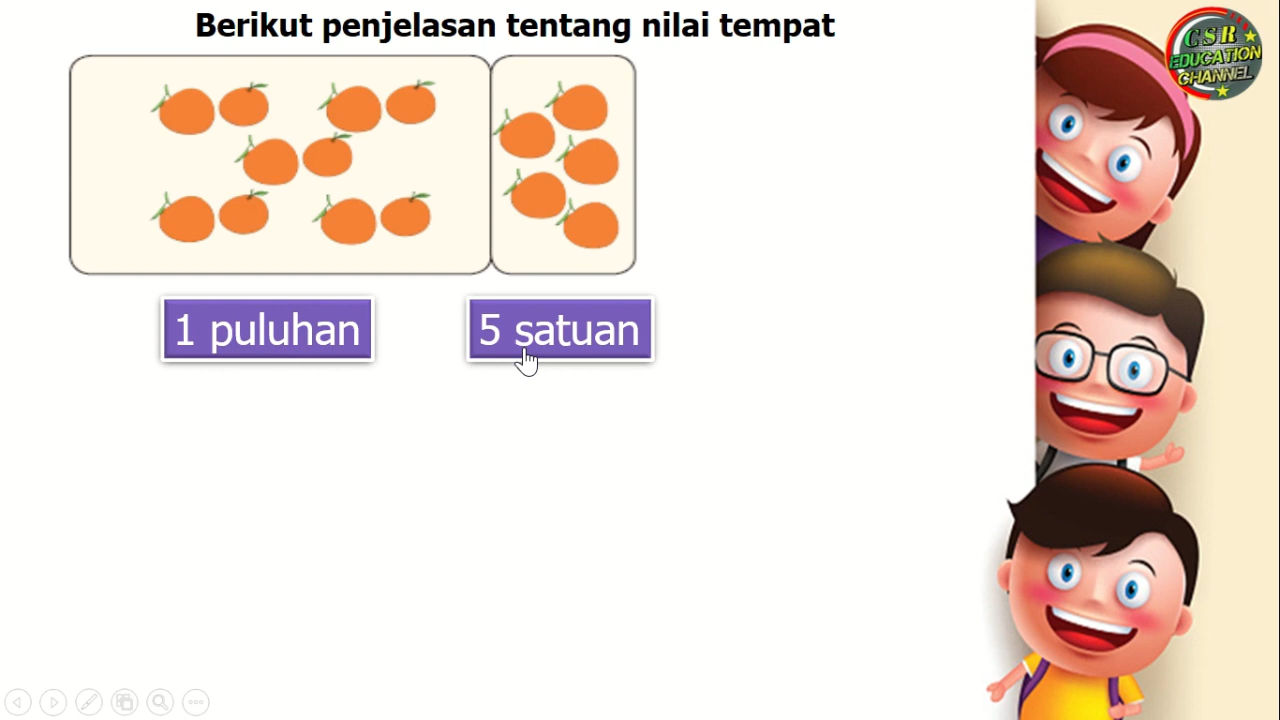 Berikut penjelasan tentang nilai tempat
CSR
EDUCATION
CHANNEL
1 puluhan
5 satuan